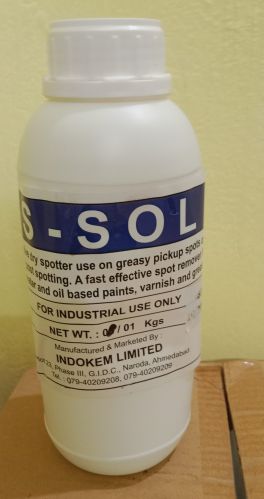 S-SOL
dry spotter use on greasy pickup spots
spotting. A fast effective spot remover
and oil based paints, varnish and
FOR INDUSTRIAL USE ONLY
NET WT. : / 01 Kgs
Manufactured & Marketed By :
INDOKEM LIMITED
Phase III, G.I.D.C., Naroda, Ahmedabad
Tel. : 079-40209208, 079-40209209